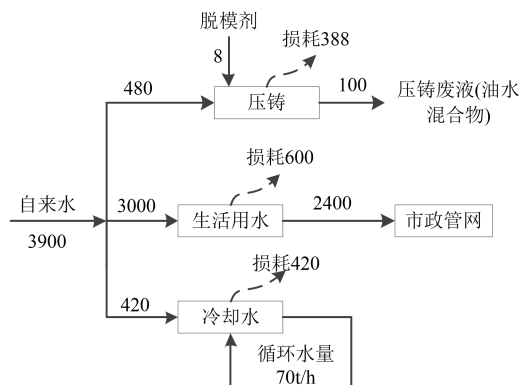 脱模剂
损耗388
8
480
压铸
100
压铸废液(油水
混合物)
损耗600
自来水
3900
3000
生活用水
2400
市政管网
损耗420
420
冷却水
循环水量
70t/h